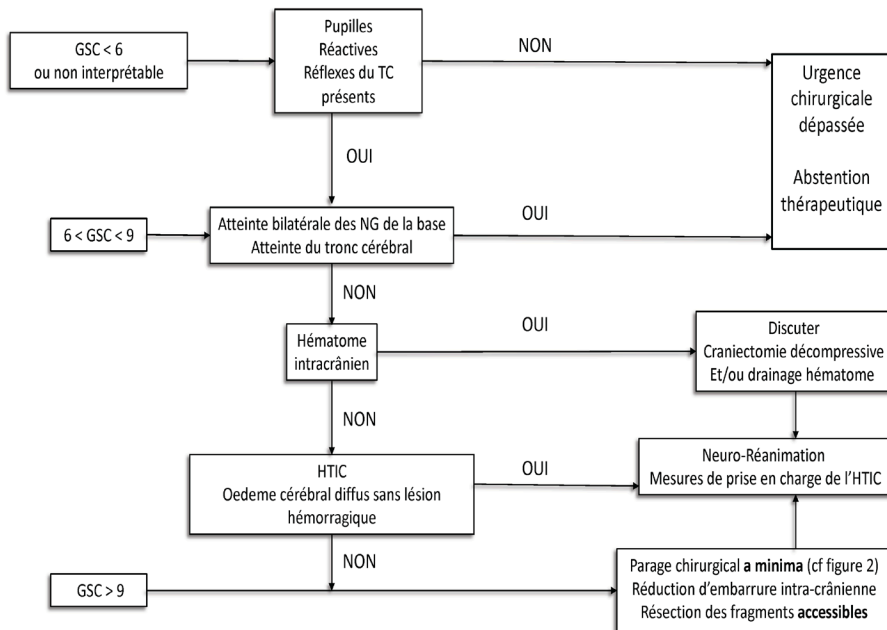 GSC < 6
ou non interprétable
Pupilles
Réactives
Réflexes du TC
présents
NON
Urgence
chirurgicale
dépassée
Abstention
thérapeutique
OUI
6 < GSC < 9
Atteinte bilatérale des NG de la base
Atteinte du tronc cérébral
OUI
NON
Hématome
intracrânien
OUI
Discuter
Craniectomie décompressive
Et/ou drainage hématome
NON
HTIC
Oedeme cérébral diffus sans lésion
hémorragique
OUI
Neuro-Réanimation
Mesures de prise en charge de l'HTIC
NON
GSC > 9
Parage chirurgical a minima (cf figure 2)
Réduction d'embarrure intra-crânienne
Résection des fragments accessibles